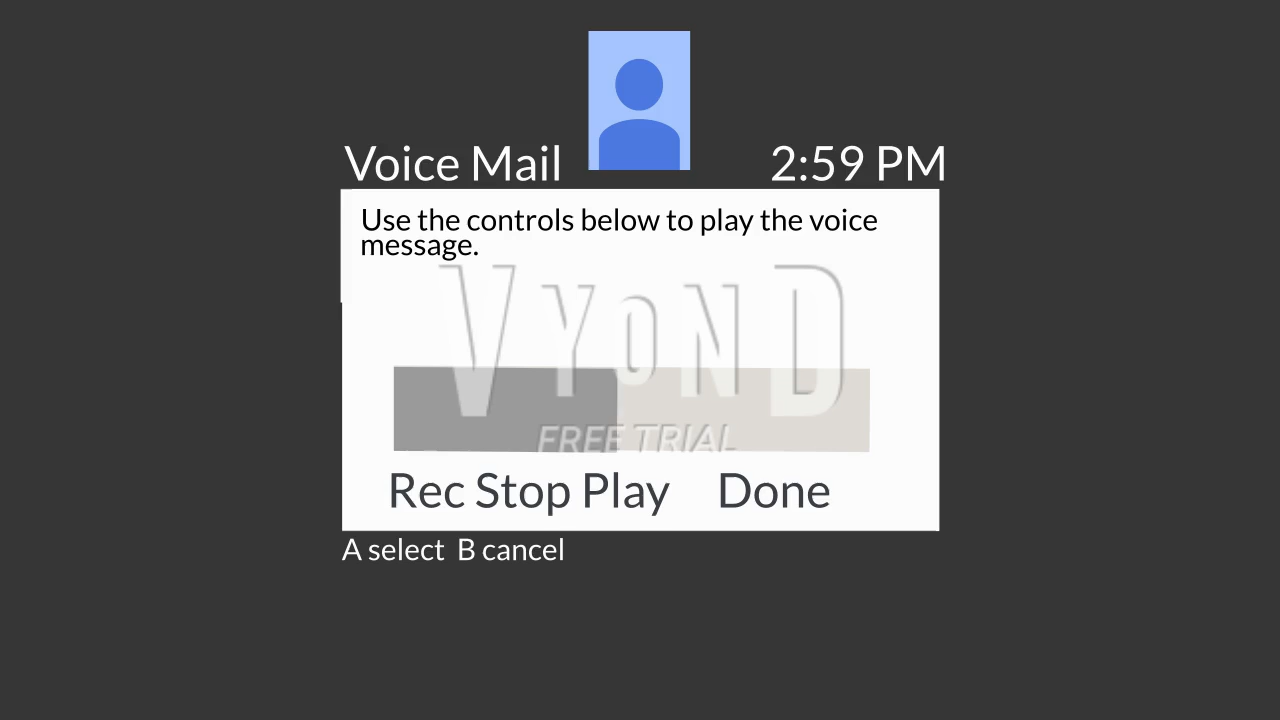 Voice Mail 2:59 PM
Use the controls below to play the voice
message.
VYOND
FREE TRIAL
Rec Stop Play Done
A select B cancel